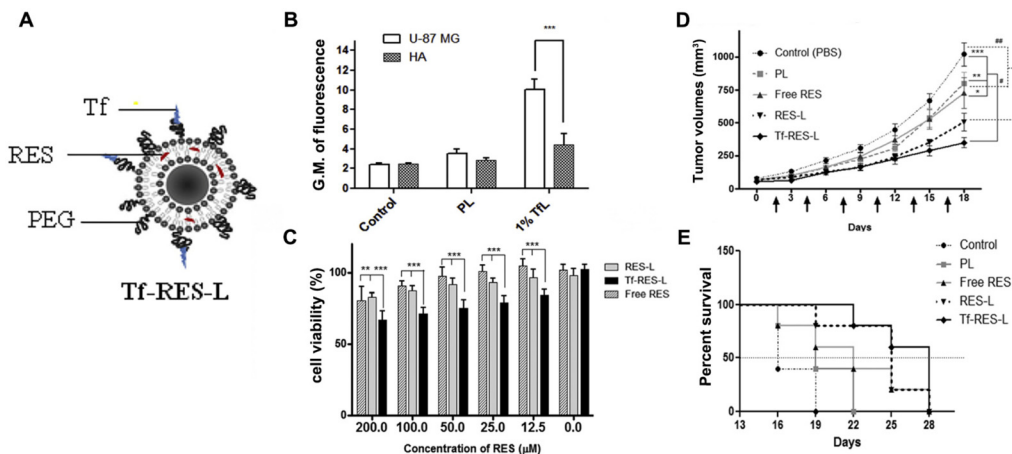 A
Tf
RES
PEG
Tf-RES-L
B
G.M. of fluorescence
14
12
10
8
6
4
2
0
U-87 MG
HA
***
Control
PL
1% TfL
C
cell viability (%)
100
50
0
** ***
***
***
***
***
RES-L
Tf-RES-L
Free RES
200.0 100.0 50.0 25.0 12.5 0.0
Concentration of RES (µM)
D
Tumor volumes (mm³)
1250
1000
750
500
250
0
Control (PBS)
PL
Free RES
RES-L
Tf-RES-L
##
***
**
#
*
0 3 6 9 12 15 18
Days
E
Percent survival
100
50
0
Control
PL
Free RES
RES-L
Tf-RES-L
13 16 19 22 25 28
Days